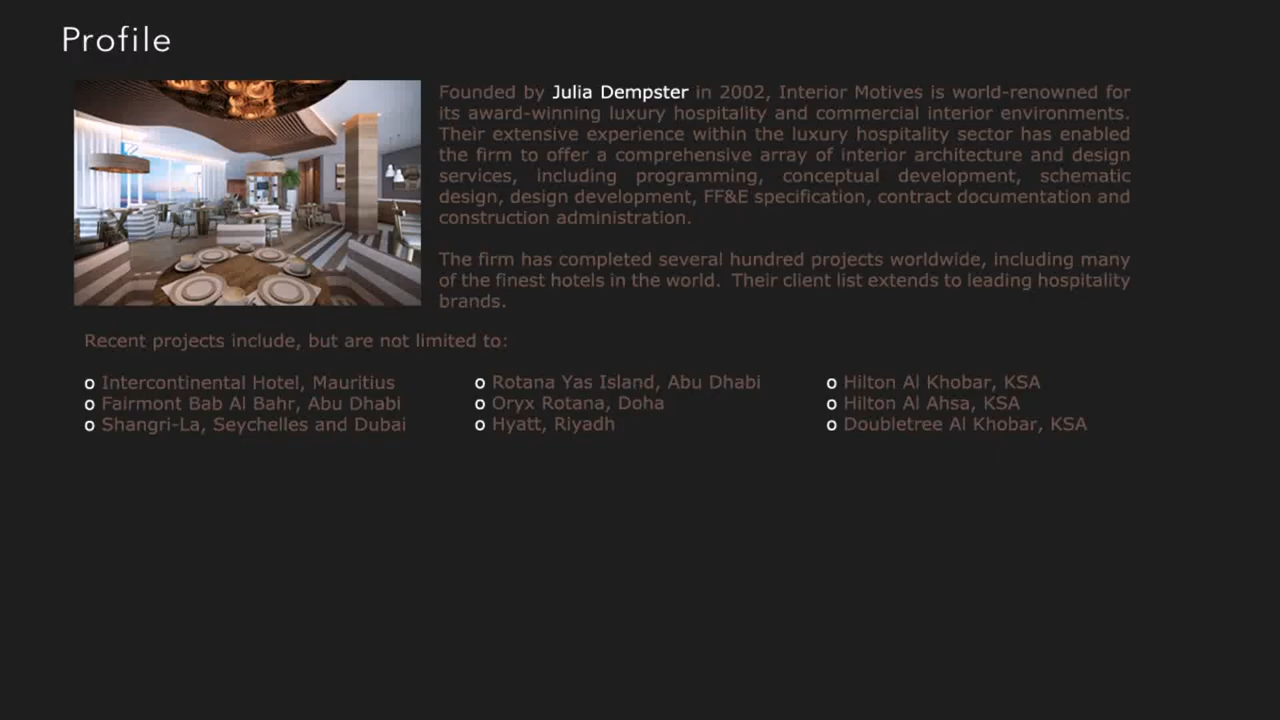 Profile
Founded by Julia Dempster in 2002, Interior Motives is world-renowned for
its award-winning luxury hospitality and commercial interior environments.
Their extensive experience within the luxury hospitality sector has enabled
the firm to offer a comprehensive array of interior architecture and design
services, including programming, conceptual development, schematic
design, design development, FF&E specification, contract documentation and
construction administration.
The firm has completed several hundred projects worldwide, including many
of the finest hotels in the world. Their client list extends to leading hospitality
brands.
Recent projects include, but are not limited to:
o Intercontinental Hotel, Mauritius
o Fairmont Bab Al Bahr, Abu Dhabi
o Shangri-La, Seychelles and Dubai
o Rotana Yas Island, Abu Dhabi
o Oryx Rotana, Doha
o Hyatt, Riyadh
o Hilton Al Khobar, KSA
o Hilton Al Ahsa, KSA
o Doubletree Al Khobar, KSA